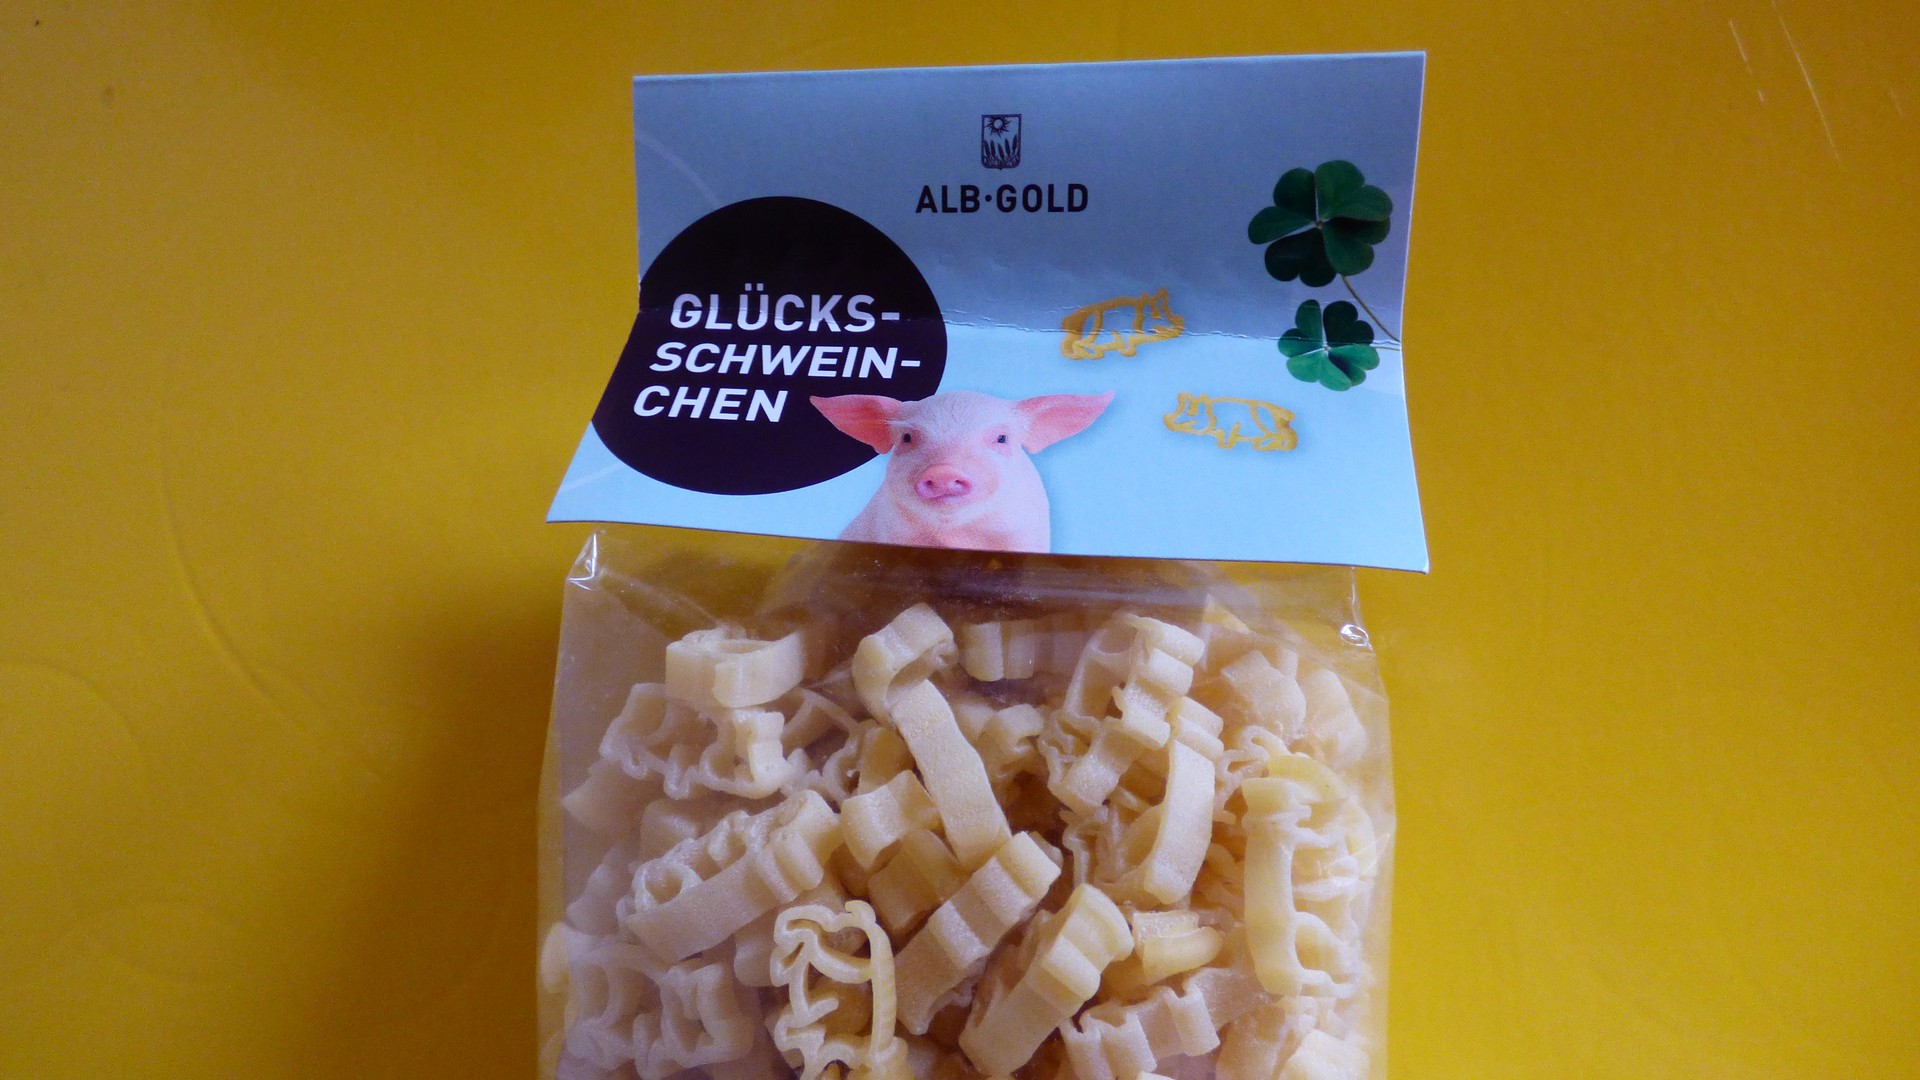 ALB·GOLD
GLÜCKS-
SCHWEIN-
CHEN